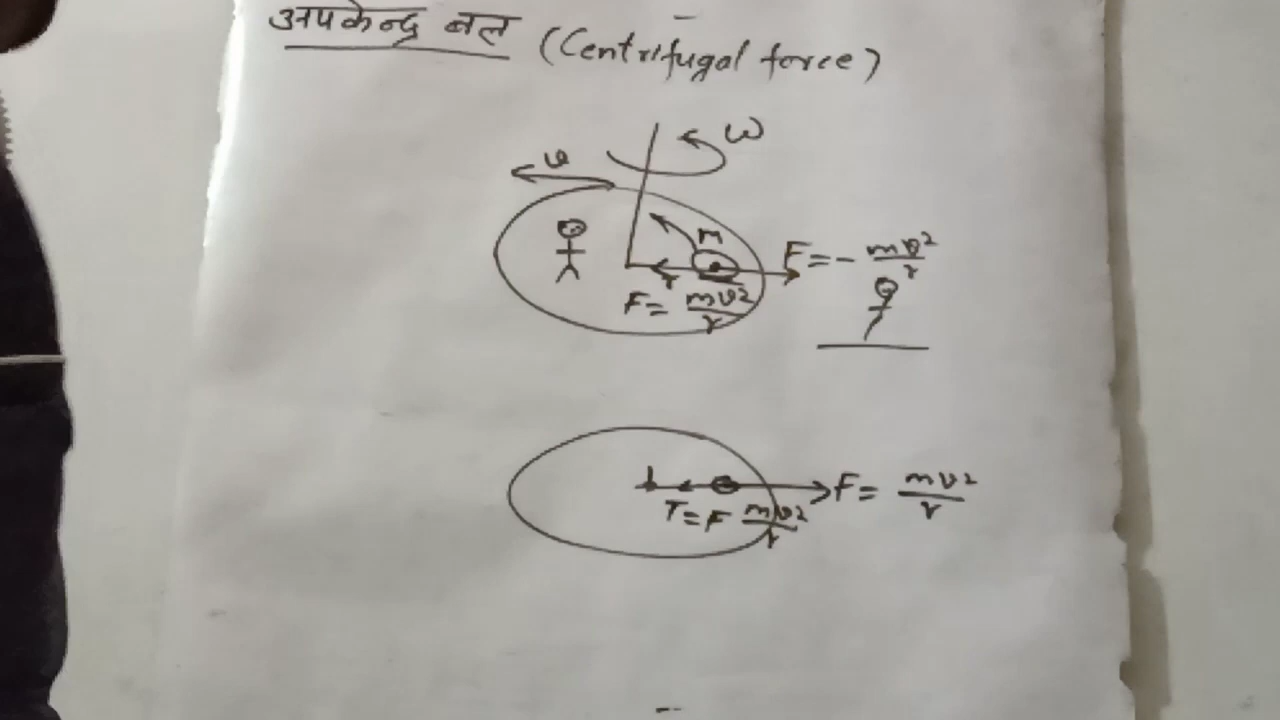 अपकेन्द्र बल (Centrifugal force)
ω
v
m
F = - mv²/r
r
F = mv²/r
F = mv²/r
T = F mv²/r